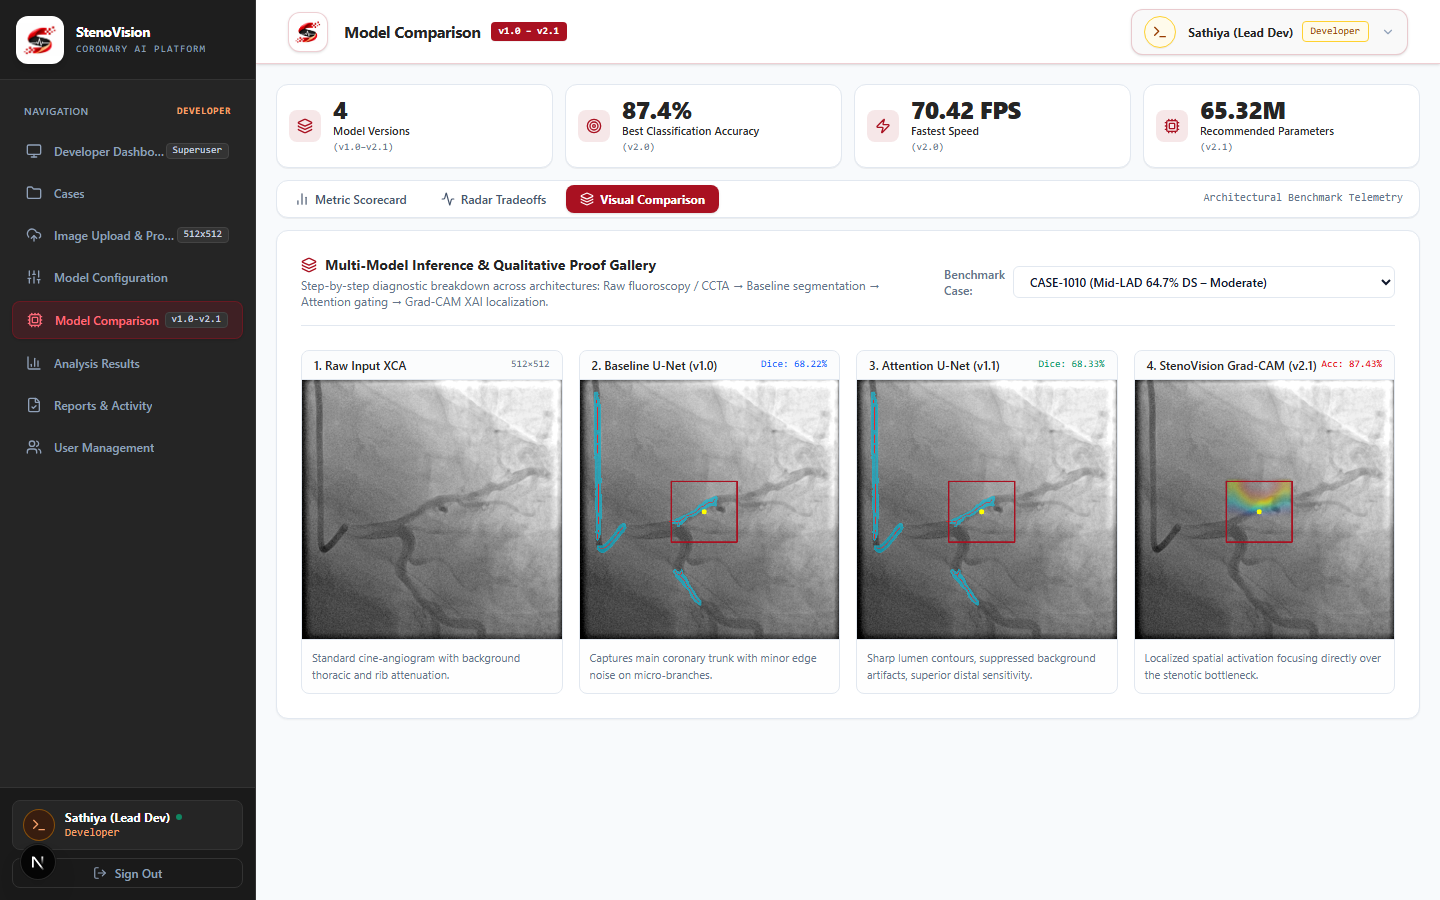 StenoVision
CORONARY AI PLATFORM
NAVIGATION
DEVELOPER
Developer Dashbo...
Superuser
Cases
Image Upload & Pro...
512x512
Model Configuration
Model Comparison
v1.0-v2.1
Analysis Results
Reports & Activity
User Management
Sathiya (Lead Dev)
Developer
N
Sign Out
Model Comparison
v1.0 – v2.1
>_ Sathiya (Lead Dev)
Developer
4
Model Versions
(v1.0–v2.1)
87.4%
Best Classification Accuracy
(v2.0)
70.42 FPS
Fastest Speed
(v2.0)
65.32M
Recommended Parameters
(v2.1)
Metric Scorecard
Radar Tradeoffs
Visual Comparison
Architectural Benchmark Telemetry
Multi-Model Inference & Qualitative Proof Gallery
Step-by-step diagnostic breakdown across architectures: Raw fluoroscopy / CCTA → Baseline segmentation →
Attention gating → Grad-CAM XAI localization.
Benchmark
Case:
CASE-1010 (Mid-LAD 64.7% DS – Moderate)
1. Raw Input XCA
512×512
Standard cine-angiogram with background
thoracic and rib attenuation.
2. Baseline U-Net (v1.0)
Dice: 68.22%
Captures main coronary trunk with minor edge
noise on micro-branches.
3. Attention U-Net (v1.1)
Dice: 68.33%
Sharp lumen contours, suppressed background
artifacts, superior distal sensitivity.
4. StenoVision Grad-CAM (v2.1)
Acc: 87.43%
Localized spatial activation focusing directly over
the stenotic bottleneck.